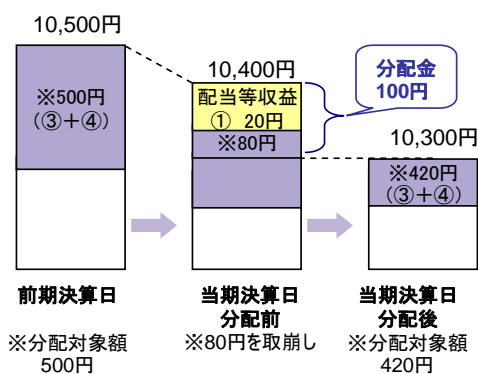 10,500円
※500円
（③＋④）
前期決算日
※分配対象額
500円
10,400円
配当等収益
① 20円
※80円
分配金
100円
当期決算日
分配前
※80円を取崩し
10,300円
※420円
（③＋④）
当期決算日
分配後
※分配対象額
420円